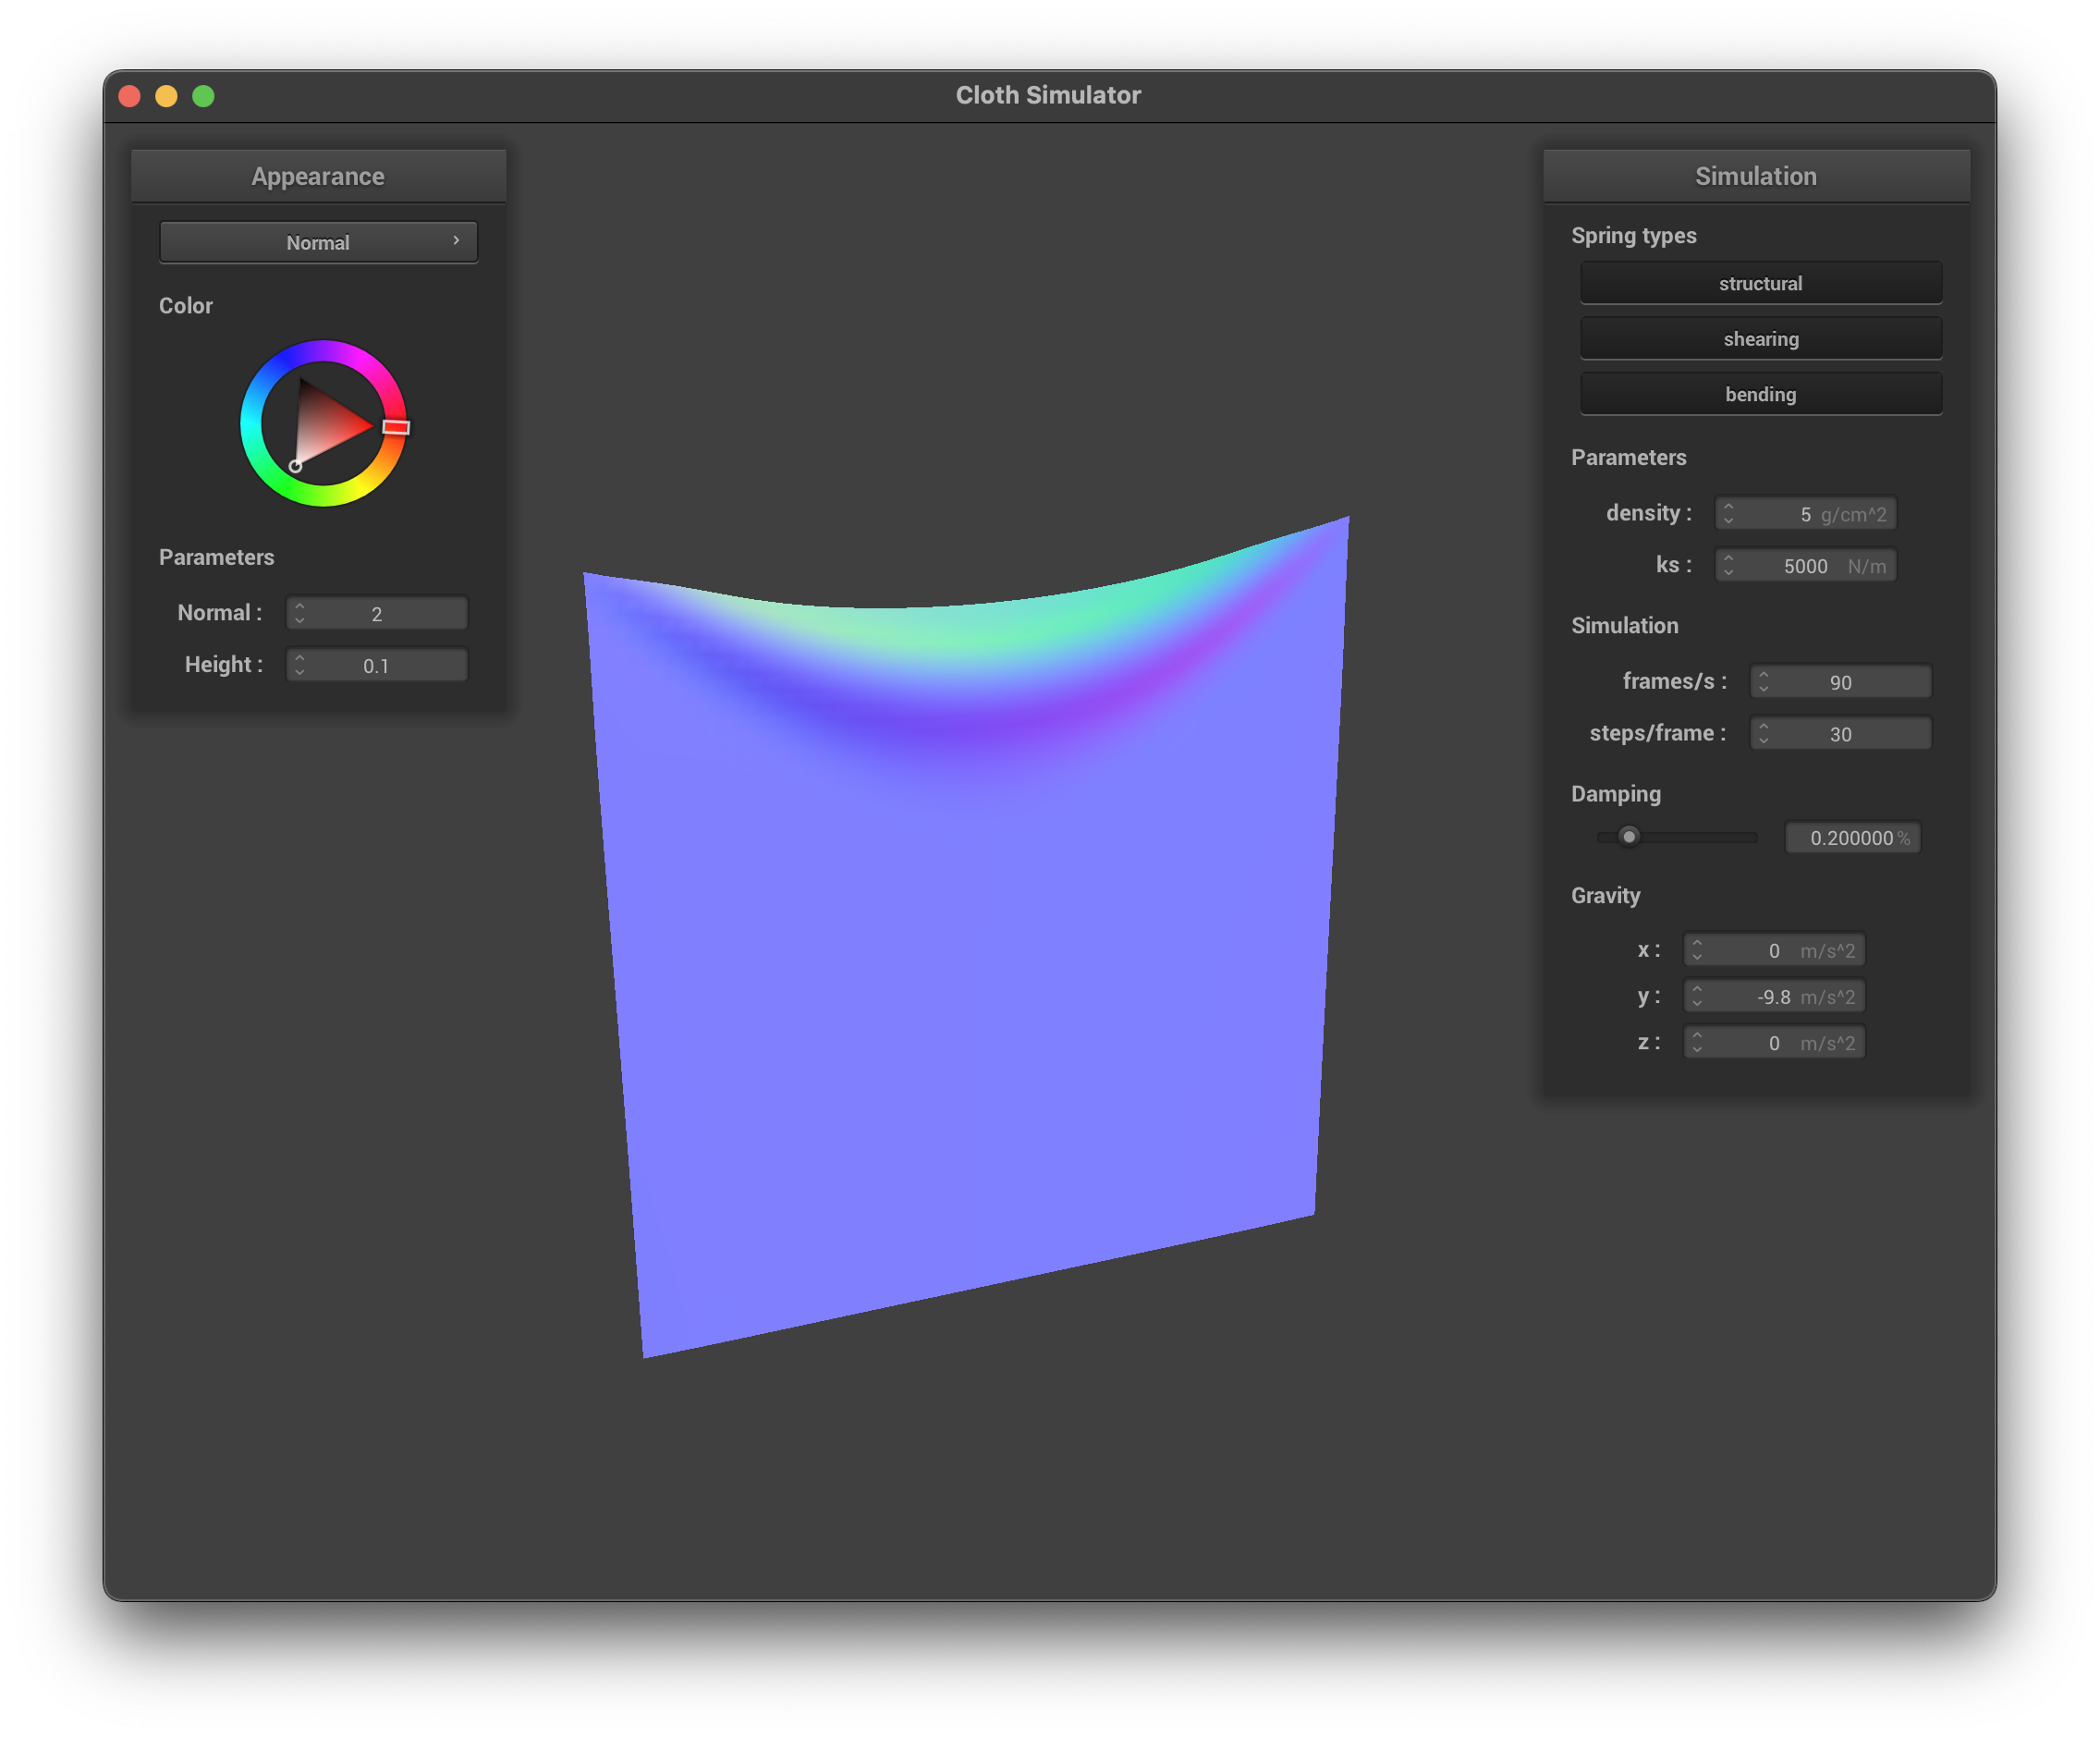 Cloth Simulator
Appearance
Normal
Color
Parameters
Normal : 2
Height : 0.1
Simulation
Spring types
structural
shearing
bending
Parameters
density : 5 g/cm^2
ks : 5000 N/m
Simulation
frames/s : 90
steps/frame : 30
Damping
0.200000 %
Gravity
x : 0 m/s^2
y : -9.8 m/s^2
z : 0 m/s^2